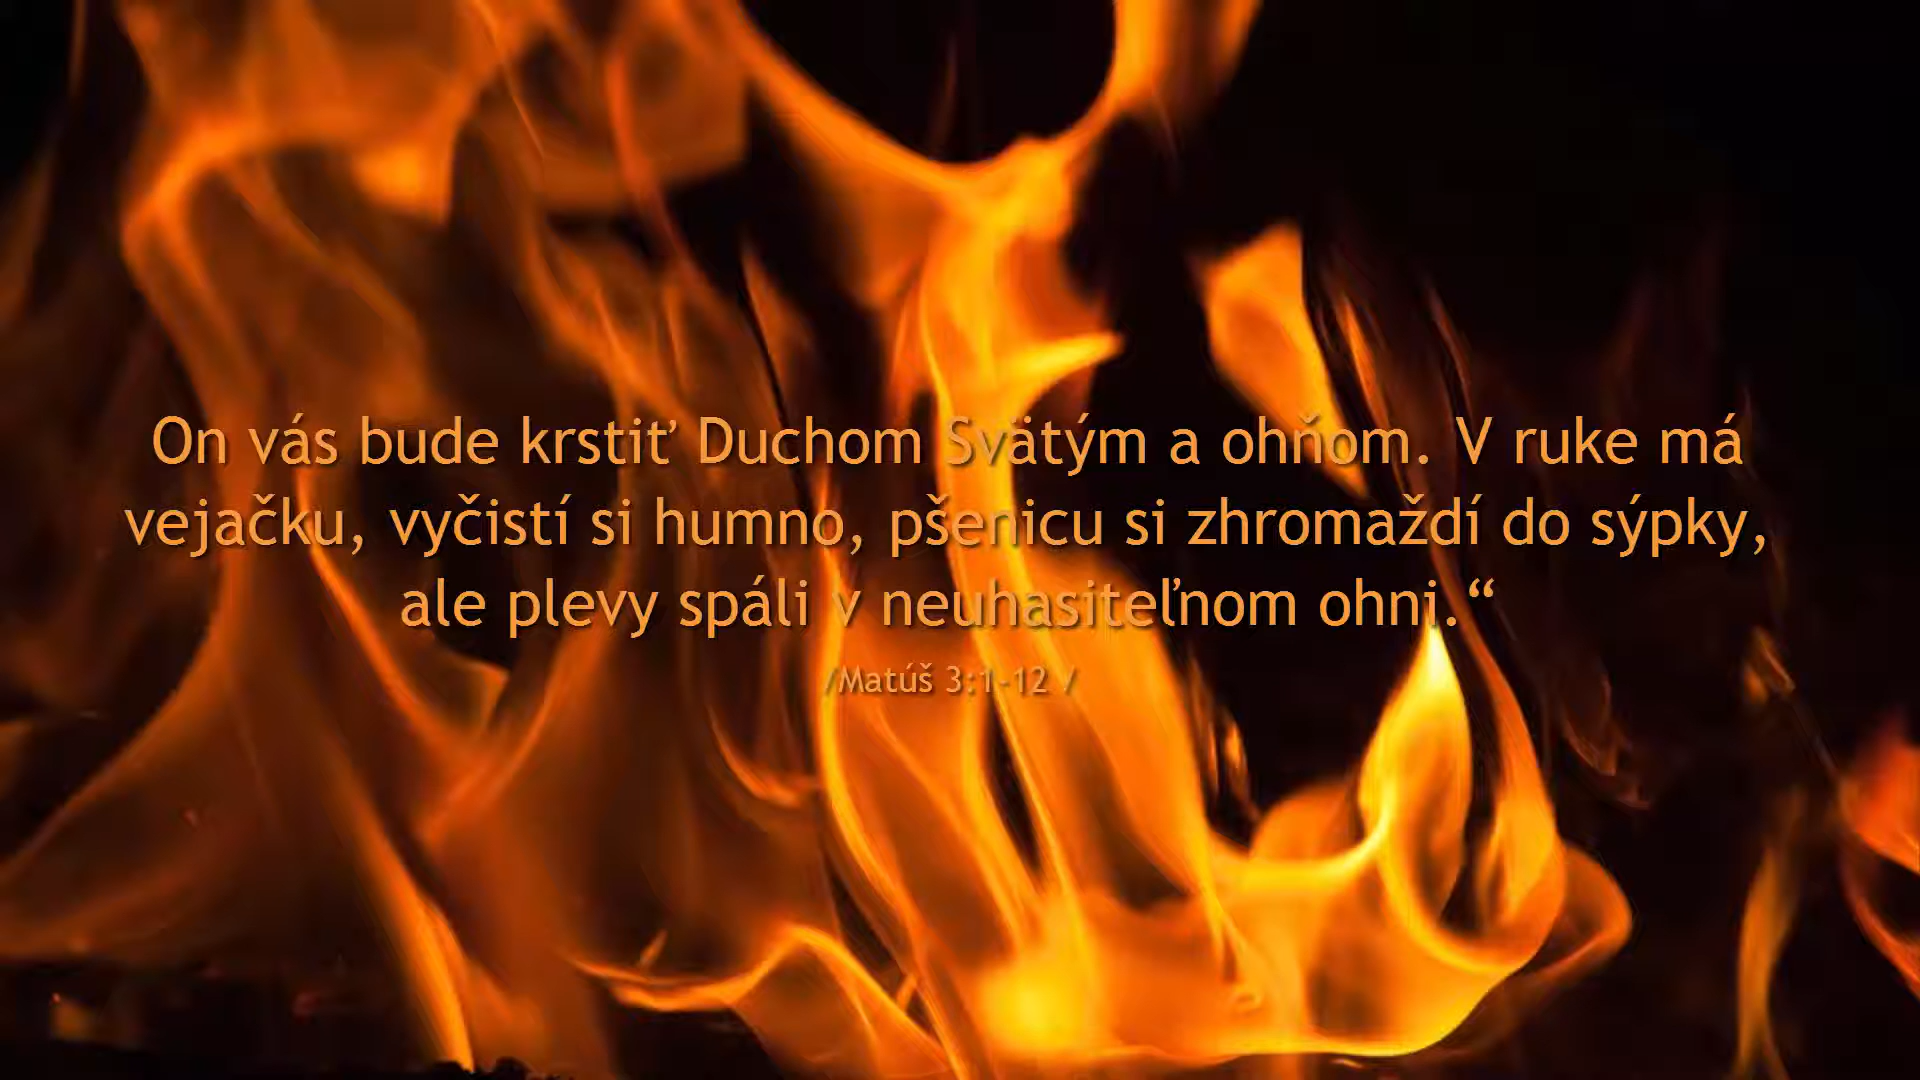 On vás bude krstiť Duchom Svätým a ohňom. V ruke má
vejačku, vyčistí si humno, pšenicu si zhromaždí do sýpky,
ale plevy spáli v neuhasiteľnom ohni.“
/Matúš 3:1-12 /